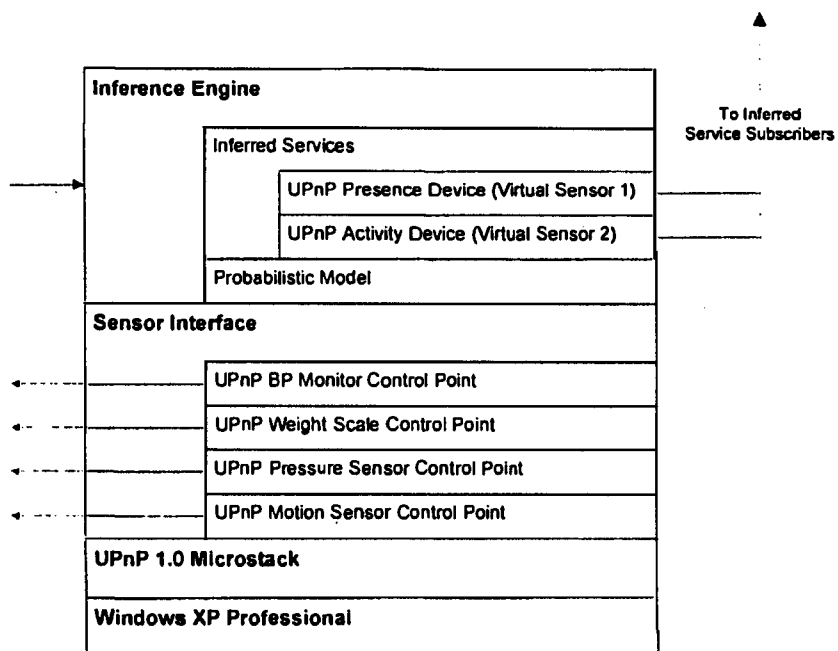 Inference Engine
To Inferred
Service Subscribers
Inferred Services
UPnP Presence Device (Virtual Sensor 1)
UPnP Activity Device (Virtual Sensor 2)
Probabilistic Model
Sensor Interface
UPnP BP Monitor Control Point
UPnP Weight Scale Control Point
UPnP Pressure Sensor Control Point
UPnP Motion Sensor Control Point
UPnP 1.0 Microstack
Windows XP Professional